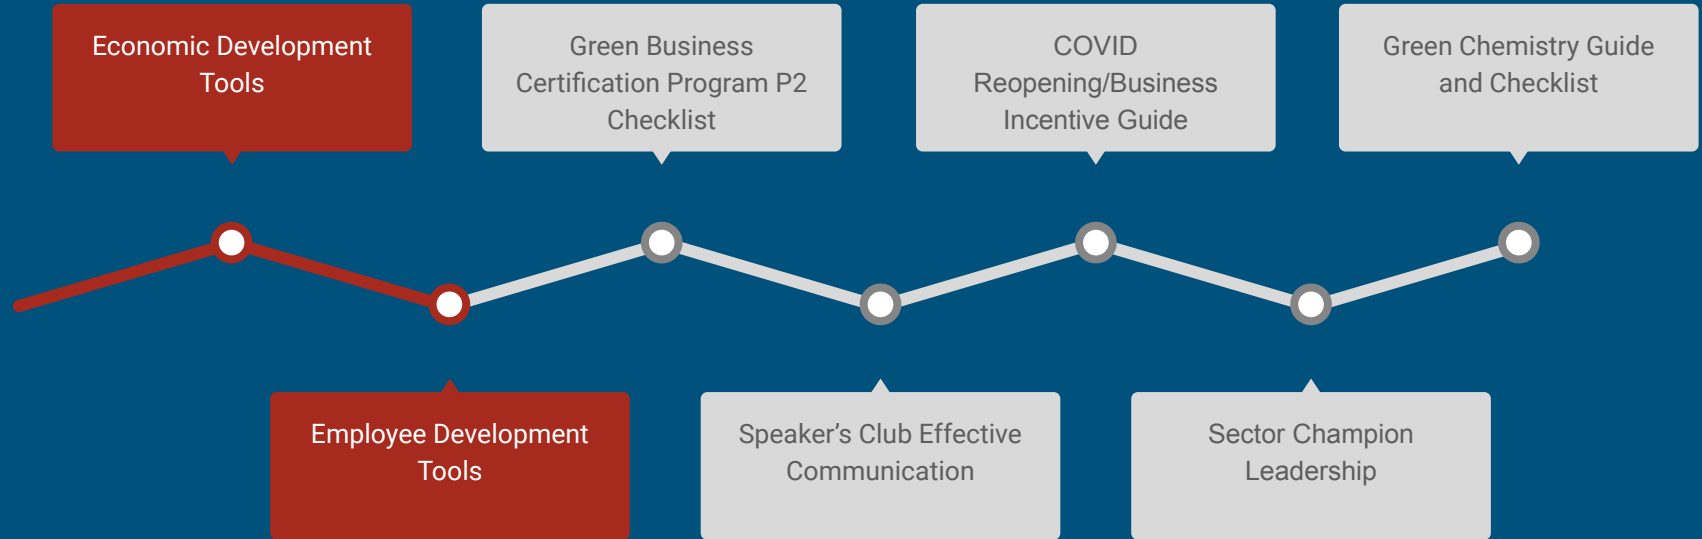 Economic Development
Tools
Green Business
Certification Program P2
Checklist
COVID
Reopening/Business
Incentive Guide
Green Chemistry Guide
and Checklist
Employee Development
Tools
Speaker’s Club Effective
Communication
Sector Champion
Leadership